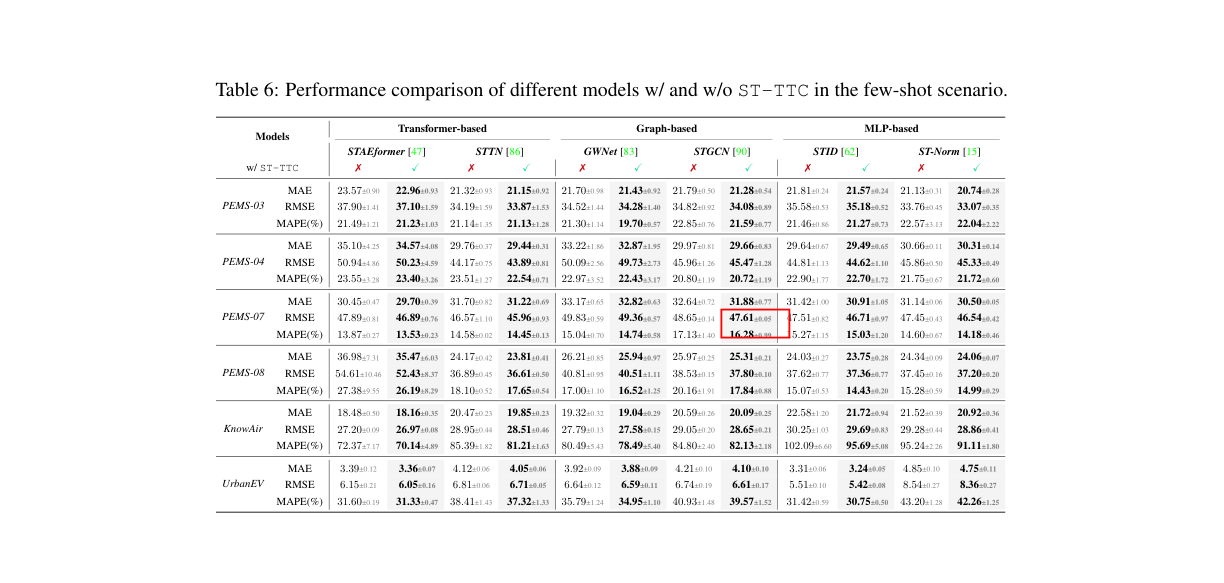 Table 6: Performance comparison of different models w/ and w/o ST-TTC in the few-shot scenario.
Models Transformer-based Graph-based MLP-based
STAEformer [47] STTN [86] GWNet [83] STGCN [90] STID [62] ST-Norm [15]
w/ ST-TTC ✗ ✓ ✗ ✓ ✗ ✓ ✗ ✓ ✗ ✓ ✗ ✓
MAE 23.57±0.90 22.96±0.93 21.32±0.93 21.15±0.92 21.70±0.98 21.43±0.92 21.79±0.50 21.28±0.54 21.81±0.24 21.57±0.24 21.13±0.31 20.74±0.28
PEMS-03 RMSE 37.90±1.41 37.10±1.59 34.19±1.59 33.87±1.53 34.52±1.44 34.28±1.40 34.82±0.92 34.08±0.89 35.58±0.53 35.18±0.52 33.76±0.45 33.07±0.35
MAPE(%) 21.49±1.21 21.23±1.03 21.14±1.35 21.13±1.28 21.30±1.14 19.70±0.57 22.85±0.76 21.59±0.77 21.46±0.86 21.27±0.73 22.57±3.13 22.04±2.22
MAE 35.10±4.25 34.57±4.08 29.76±0.37 29.44±0.31 33.22±1.86 32.87±1.95 29.97±0.81 29.66±0.83 29.64±0.67 29.49±0.65 30.66±0.11 30.31±0.14
PEMS-04 RMSE 50.94±4.86 50.23±4.59 44.17±0.75 43.89±0.81 50.09±2.56 49.73±2.73 45.96±1.26 45.47±1.28 44.81±1.13 44.62±1.10 45.86±0.50 45.33±0.49
MAPE(%) 23.55±3.28 23.40±3.26 23.51±1.27 22.54±0.71 22.97±3.52 22.43±3.17 20.80±1.19 20.72±1.19 22.90±1.77 22.70±1.72 21.75±0.67 21.72±0.60
MAE 30.45±0.47 29.70±0.39 31.70±0.82 31.22±0.69 33.17±0.65 32.82±0.63 32.64±0.72 31.88±0.77 31.42±1.00 30.91±1.05 31.14±0.06 30.50±0.05
PEMS-07 RMSE 47.89±0.81 46.89±0.76 46.57±1.10 45.96±0.93 49.83±0.59 49.36±0.57 48.65±0.14 47.61±0.05 47.51±0.82 46.71±0.97 47.45±0.43 46.54±0.42
MAPE(%) 13.87±0.27 13.53±0.23 14.58±0.02 14.45±0.13 15.04±0.70 14.74±0.58 17.13±1.40 16.28±0.99 15.27±1.15 15.03±1.20 14.60±0.67 14.18±0.46
MAE 36.98±7.31 35.47±6.03 24.17±0.42 23.81±0.41 26.21±0.85 25.94±0.97 25.97±0.25 25.31±0.21 24.03±0.27 23.75±0.28 24.34±0.09 24.06±0.07
PEMS-08 RMSE 54.61±10.46 52.43±8.37 36.89±0.45 36.61±0.50 40.81±0.95 40.51±1.11 38.53±0.15 37.80±0.10 37.62±0.77 37.36±0.77 37.45±0.16 37.20±0.20
MAPE(%) 27.38±9.55 26.19±8.29 18.10±0.52 17.65±0.54 17.00±1.10 16.52±1.25 20.16±1.91 17.84±0.88 15.07±0.53 14.43±0.20 15.28±0.59 14.99±0.29
MAE 18.48±0.50 18.16±0.35 20.47±0.23 19.85±0.23 19.32±0.32 19.04±0.29 20.59±0.26 20.09±0.25 22.58±1.20 21.72±0.94 21.52±0.39 20.92±0.36
KnowAir RMSE 27.20±0.09 26.97±0.08 28.95±0.44 28.51±0.46 27.79±0.13 27.58±0.15 29.05±0.20 28.65±0.21 30.25±1.03 29.69±0.83 29.28±0.44 28.86±0.41
MAPE(%) 72.37±7.17 70.14±4.89 85.39±1.82 81.21±1.63 80.49±5.43 78.49±5.40 84.80±2.40 82.13±2.18 102.09±6.60 95.69±5.08 95.24±2.26 91.11±1.80
MAE 3.39±0.12 3.36±0.07 4.12±0.06 4.05±0.06 3.92±0.09 3.88±0.09 4.21±0.10 4.10±0.10 3.31±0.06 3.24±0.05 4.85±0.10 4.75±0.11
UrbanEV RMSE 6.15±0.21 6.05±0.16 6.81±0.06 6.71±0.05 6.64±0.12 6.59±0.11 6.74±0.19 6.61±0.17 5.51±0.10 5.42±0.08 8.54±0.27 8.36±0.27
MAPE(%) 31.60±0.19 31.33±0.47 38.41±1.43 37.32±1.33 35.79±1.24 34.95±1.10 40.93±1.48 39.57±1.52 31.42±0.59 30.75±0.50 43.20±1.28 42.26±1.25